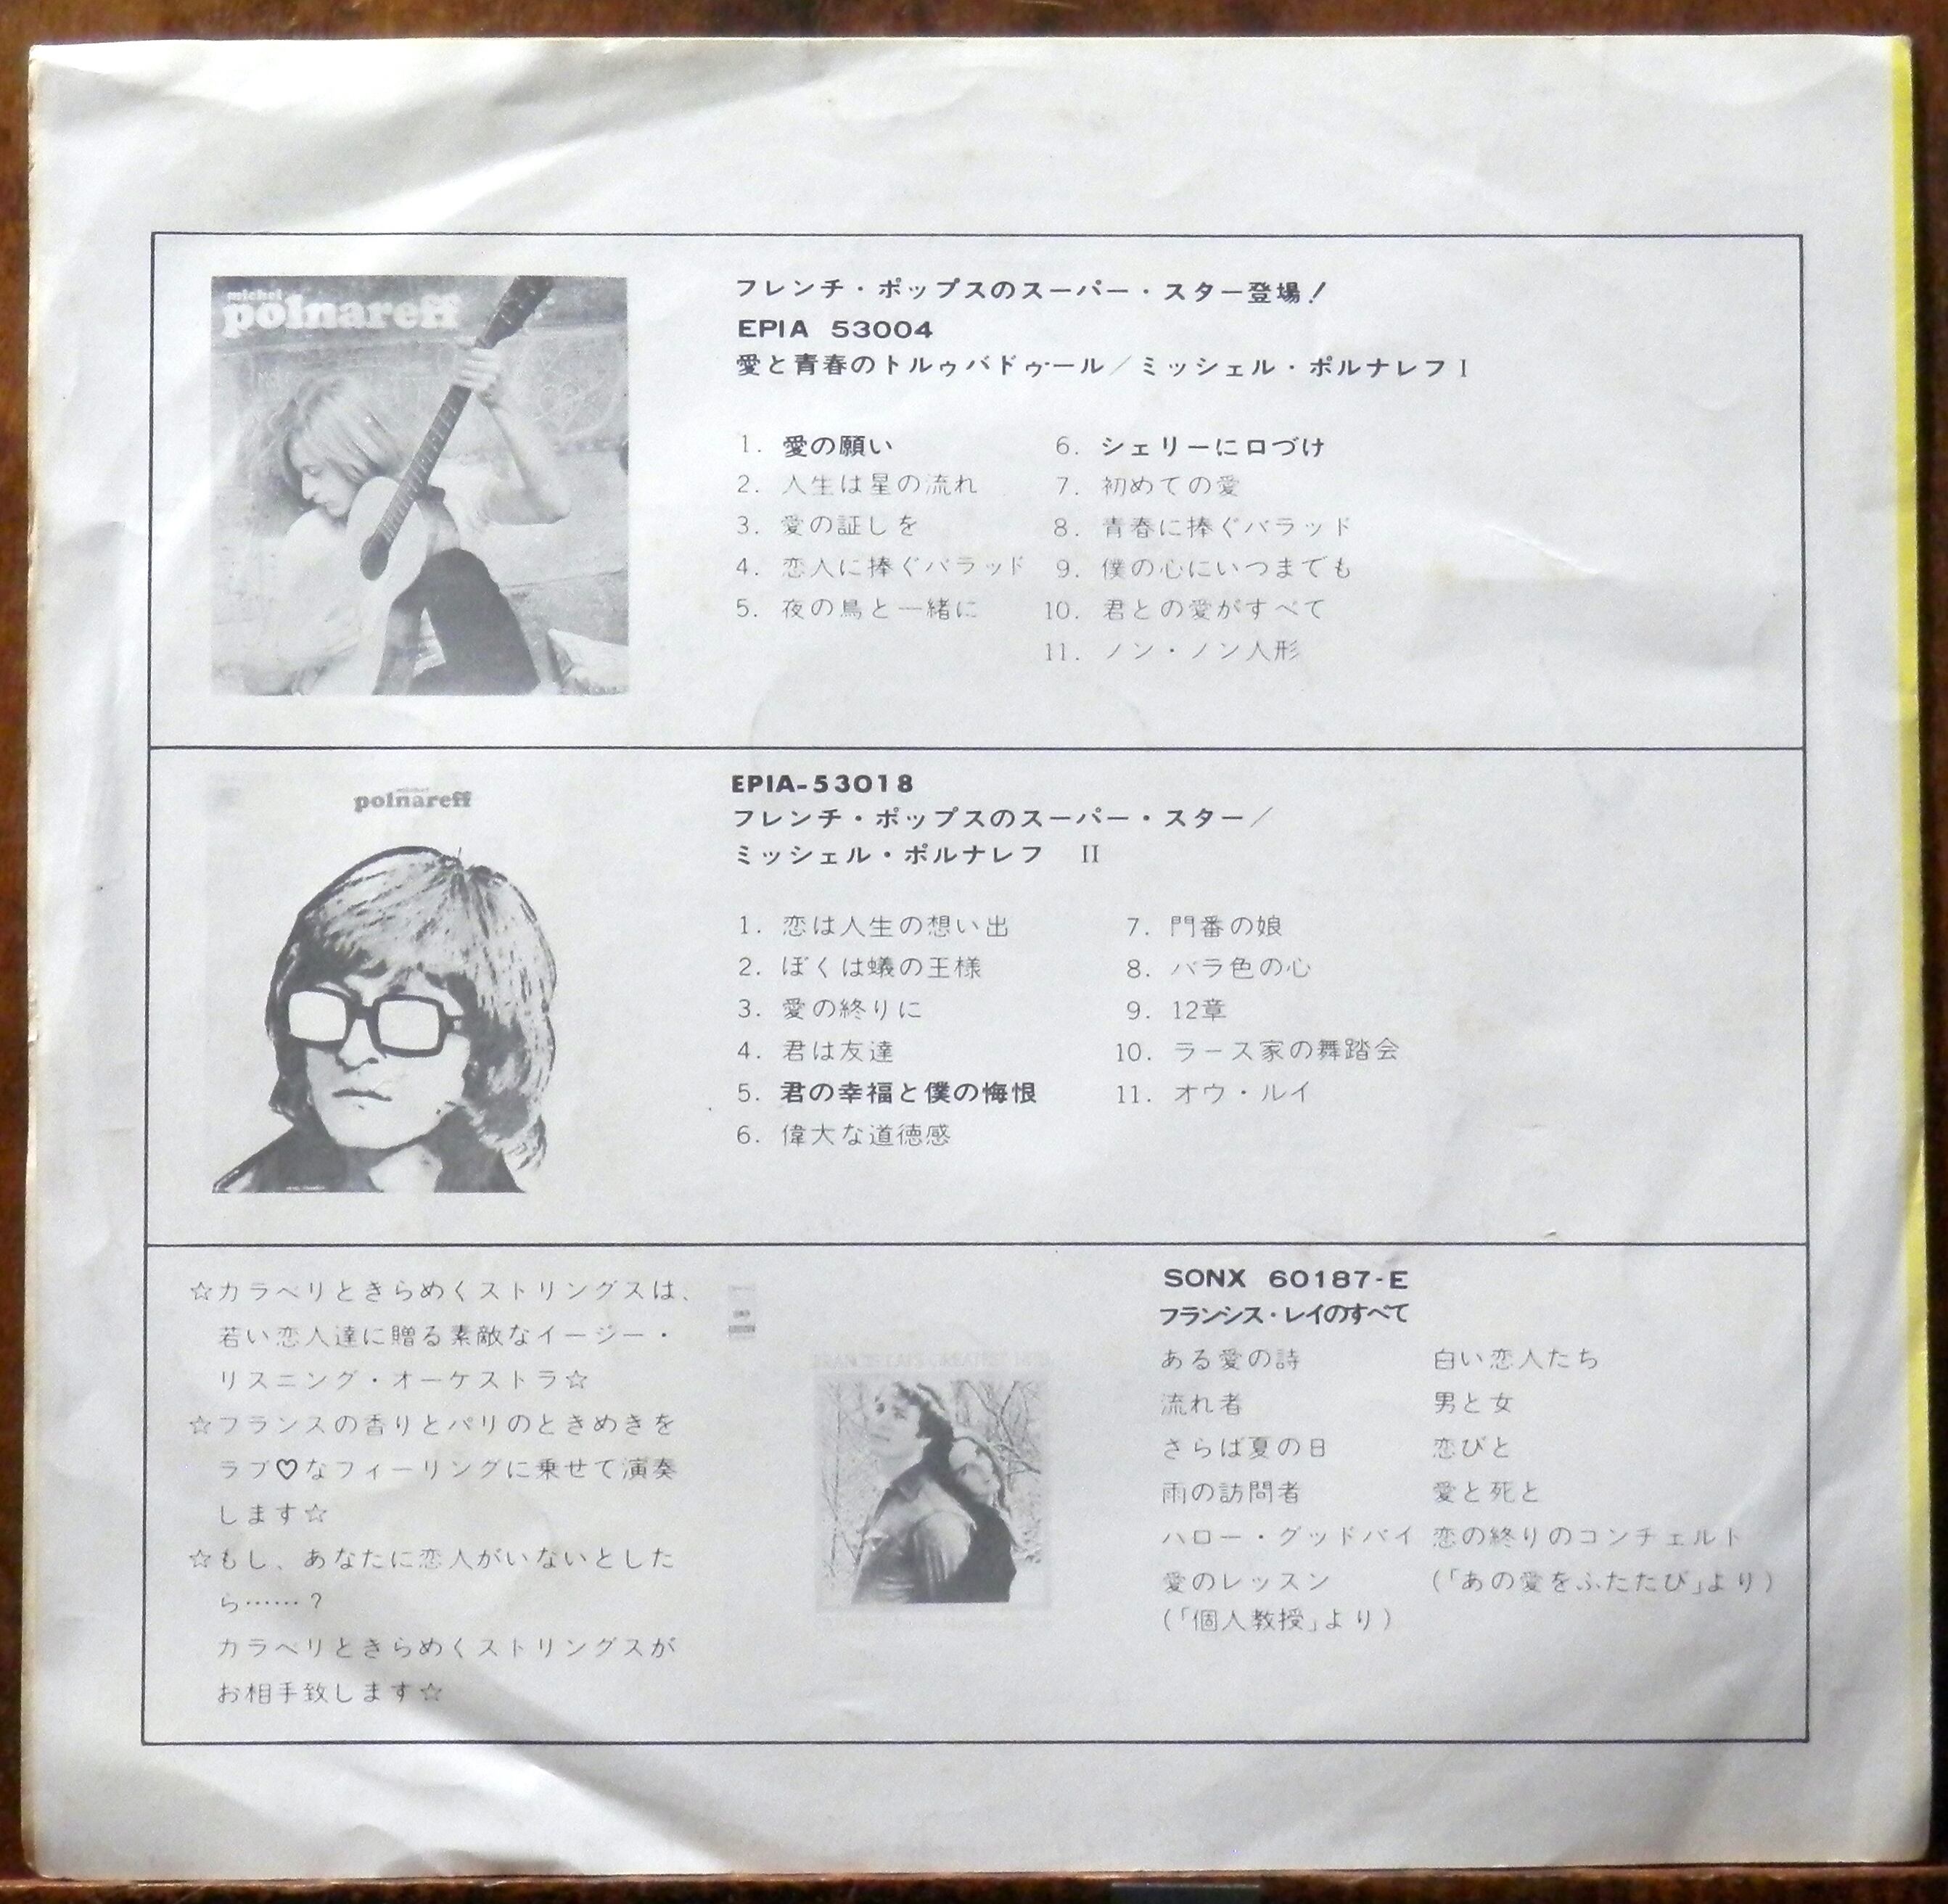 michel
polnareff
フレンチ・ポップスのスーパー・スター登場！
EPIA 53004
愛と青春のトルゥバドゥール／ミッシェル・ポルナレフ I
1. 愛の願い
2. 人生は星の流れ
3. 愛の証しを
4. 恋人に捧ぐバラッド
5. 夜の鳥と一緒に
6. シェリーに口づけ
7. 初めての愛
8. 青春に捧ぐバラッド
9. 僕の心にいつまでも
10. 君との愛がすべて
11. ノン・ノン人形
polnareff
EPIA-53018
フレンチ・ポップスのスーパー・スター／
ミッシェル・ポルナレフ II
1. 恋は人生の想い出
2. ぼくは蟻の王様
3. 愛の終りに
4. 君は友達
5. 君の幸福と僕の悔恨
6. 偉大な道徳感
7. 門番の娘
8. バラ色の心
9. 12章
10. ラース家の舞踏会
11. オウ・ルイ
☆カラベリときらめくストリングスは、
若い恋人達に贈る素敵なイージー・
リスニング・オーケストラ☆
☆フランスの香りとパリのときめきを
ラブ♡なフィーリングに乗せて演奏
します☆
☆もし、あなたに恋人がいないとした
ら……？
カラベリときらめくストリングスが
お相手致します☆
SONX 60187-E
フランシス・レイのすべて
ある愛の詩
流れ者
さらば夏の日
雨の訪問者
ハロー・グッドバイ
愛のレッスン
(「個人教授」より)
白い恋人たち
男と女
恋びと
愛と死と
恋の終りのコンチェルト
(「あの愛をふたたび」より)